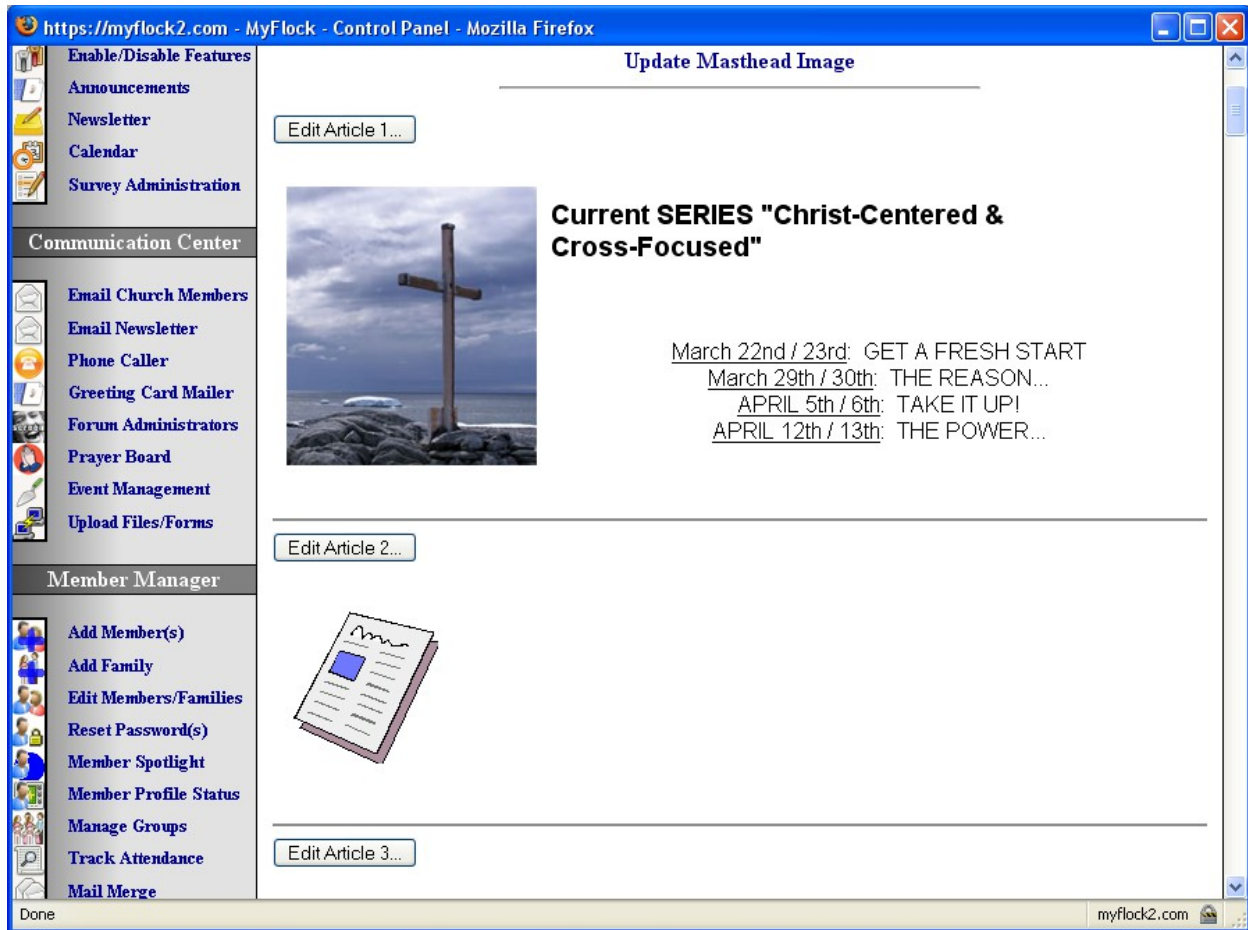 https://myflock2.com - MyFlock - Control Panel - Mozilla Firefox
Enable/Disable Features
Announcements
Newsletter
Calendar
Survey Administration
Communication Center
Email Church Members
Email Newsletter
Phone Caller
Greeting Card Mailer
Forum Administrators
Prayer Board
Event Management
Upload Files/Forms
Member Manager
Add Member(s)
Add Family
Edit Members/Families
Reset Password(s)
Member Spotlight
Member Profile Status
Manage Groups
Track Attendance
Mail Merge
Update Masthead Image
Edit Article 1...
Current SERIES "Christ-Centered &
Cross-Focused"
March 22nd / 23rd: GET A FRESH START
March 29th / 30th: THE REASON...
APRIL 5th / 6th: TAKE IT UP!
APRIL 12th / 13th: THE POWER...
Edit Article 2...
Edit Article 3...
Done
myflock2.com